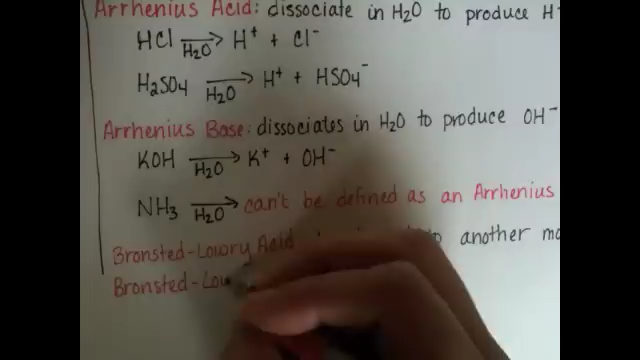 Arrhenius Acid: dissociate in H₂O to produce H⁺
HCl →H₂O H⁺ + Cl⁻
H₂SO₄ →H₂O H⁺ + HSO₄⁻
Arrhenius Base: dissociates in H₂O to produce OH⁻
KOH →H₂O K⁺ + OH⁻
NH₃ →H₂O can't be defined as an Arrhenius
Bronsted-Lowry Acid another
Bronsted-Low